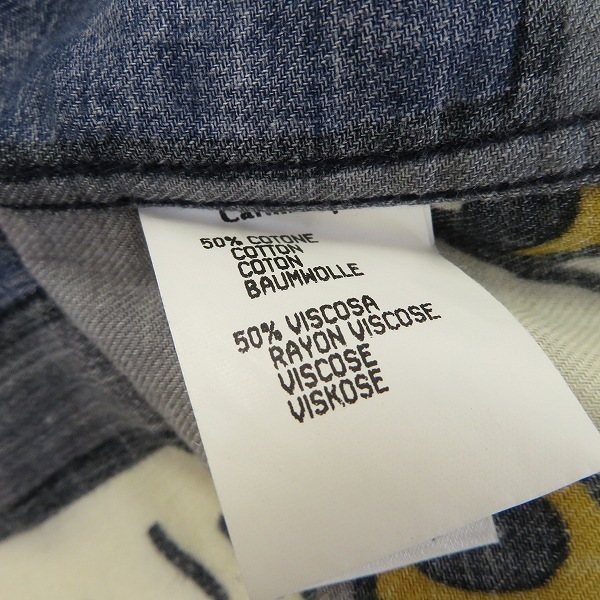 50% COTONE
COTTON
COTON
BAUMWOLLE
50% VISCOSA
RAYON VISCOSE
VISCOSE
VISKOSE